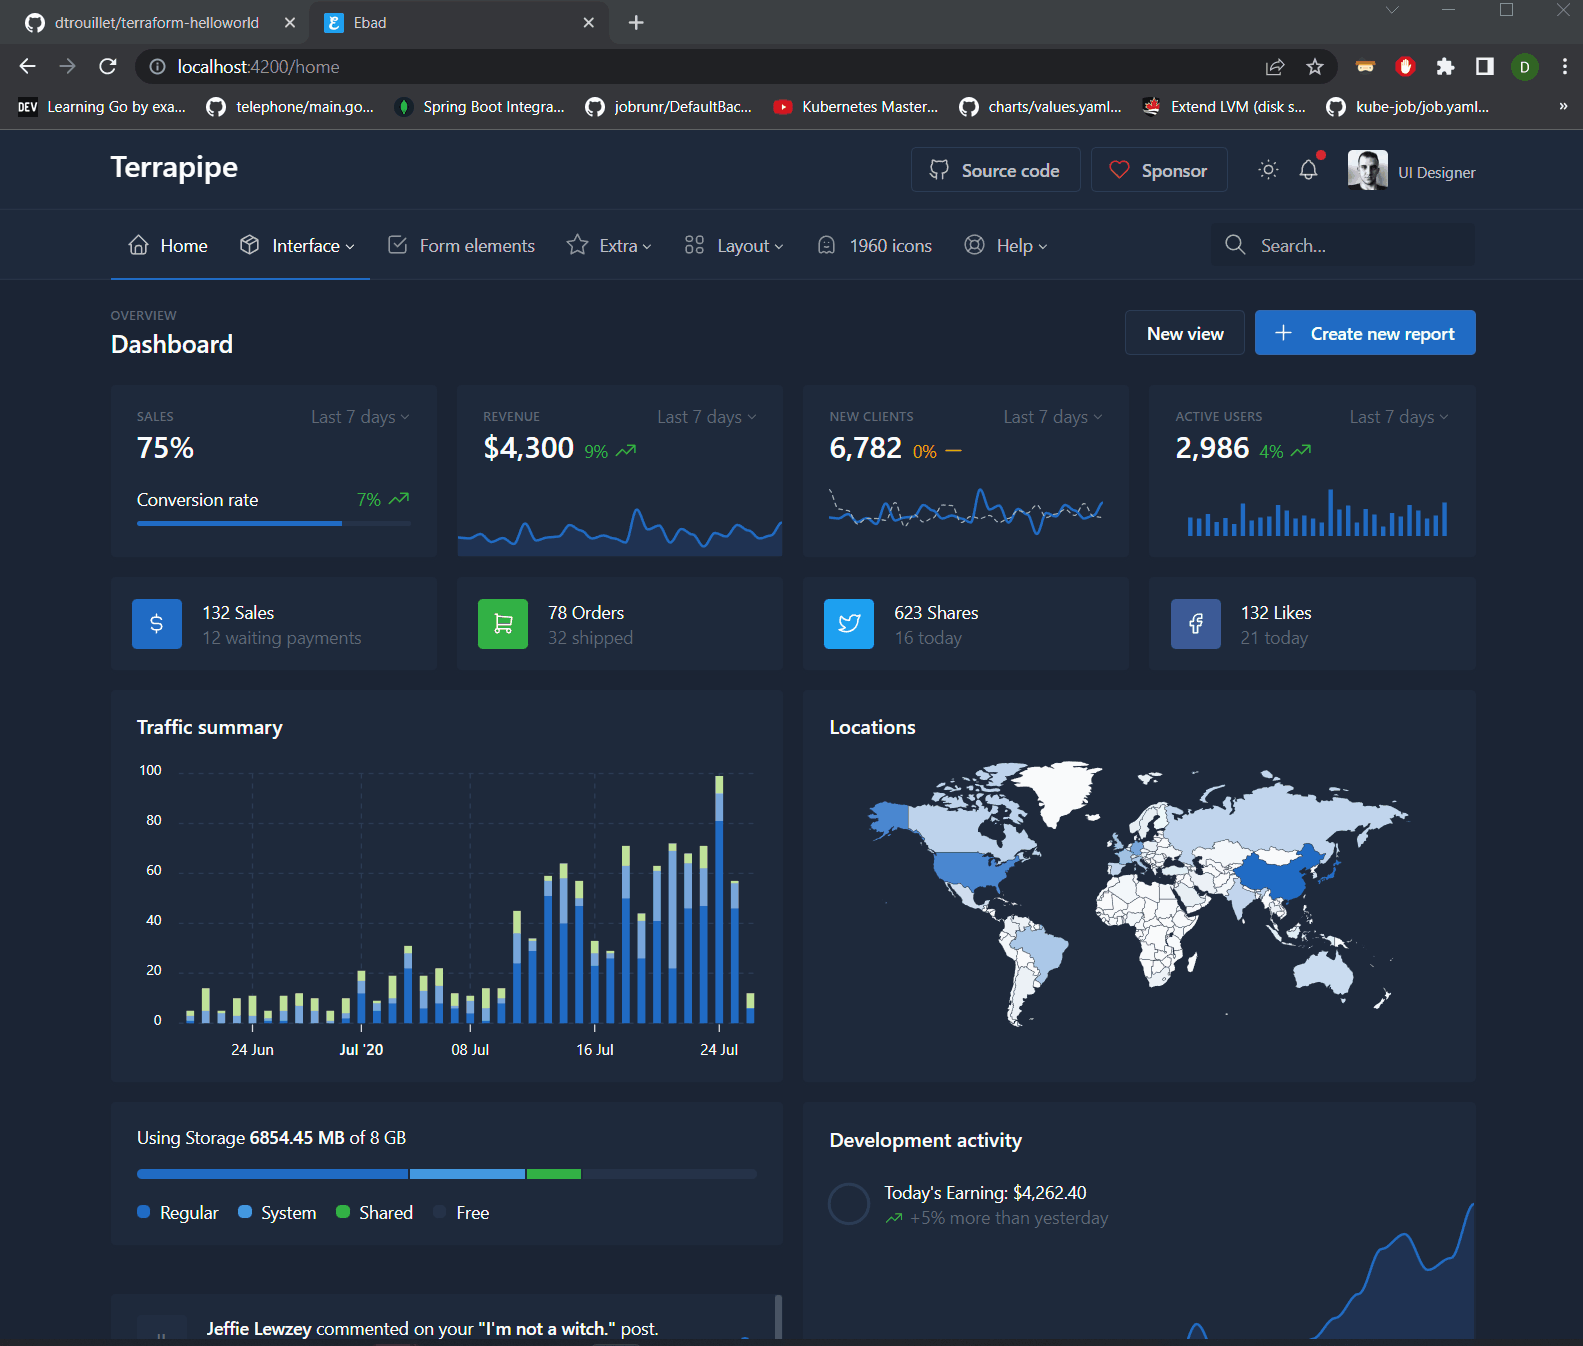 dtrouillet/terraform-helloworld
Ebad
localhost:4200/home
D
DEV Learning Go by exa... telephone/main.go... Spring Boot Integra... jobrunr/DefaultBac... Kubernetes Master... charts/values.yaml... Extend LVM (disk s... kube-job/job.yaml... »
Terrapipe
Source code
Sponsor
UI Designer
Home Interface Form elements Extra Layout 1960 icons Help
Search...
OVERVIEW
Dashboard
New view
Create new report
SALES Last 7 days
75%
Conversion rate 7%
REVENUE Last 7 days
$4,300 9%
NEW CLIENTS Last 7 days
6,782 0%
ACTIVE USERS Last 7 days
2,986 4%
132 Sales
12 waiting payments
78 Orders
32 shipped
623 Shares
16 today
132 Likes
21 today
Traffic summary
100
80
60
40
20
0
24 Jun Jul '20 08 Jul 16 Jul 24 Jul
Locations
Using Storage 6854.45 MB of 8 GB
Regular System Shared Free
Development activity
Today's Earning: $4,262.40
+5% more than yesterday
Jeffie Lewzey commented on your "I'm not a witch." post.